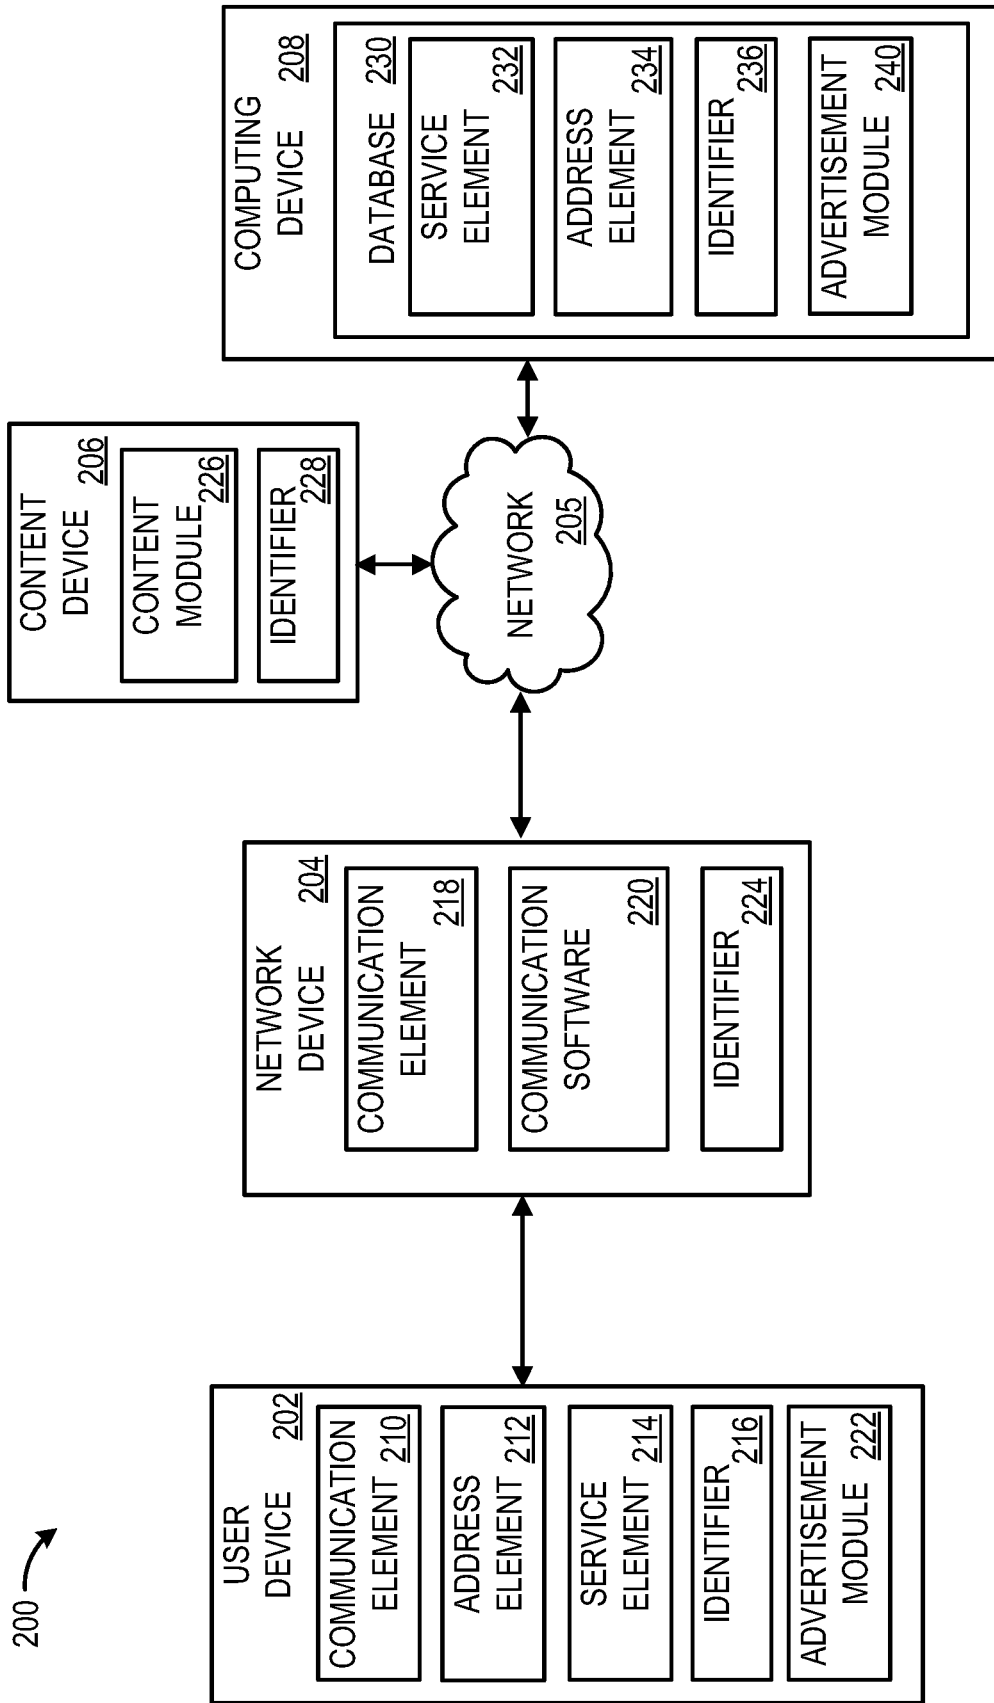 200
USER
DEVICE
202
COMMUNICATION
ELEMENT 210
ADDRESS
ELEMENT 212
SERVICE
ELEMENT 214
IDENTIFIER
216
ADVERTISEMENT
MODULE 222
NETWORK
DEVICE 204
COMMUNICATION
ELEMENT
218
COMMUNICATION
SOFTWARE
220
IDENTIFIER
224
CONTENT
DEVICE 206
CONTENT
MODULE
226
IDENTIFIER
228
NETWORK
205
COMPUTING
DEVICE 208
DATABASE 230
SERVICE
ELEMENT
232
ADDRESS
ELEMENT
234
IDENTIFIER
236
ADVERTISEMENT
MODULE 240